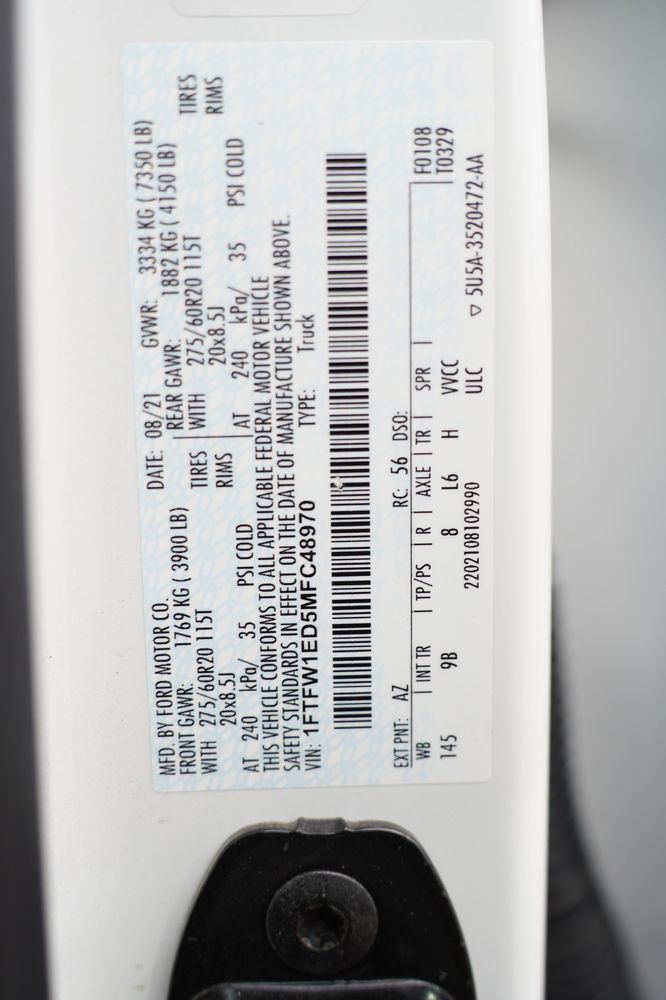 MFD. BY FORD MOTOR CO. DATE: 08/21 GVWR: 3334 KG ( 7350 LB)
FRONT GAWR: 1769 KG ( 3900 LB) REAR GAWR: 1882 KG ( 4150 LB)
WITH 275/60R20 115T TIRES WITH 275/60R20 115T TIRES
20x8.5J RIMS 20x8.5J RIMS
AT 240 kPa/ 35 PSI COLD AT 240 kPa/ 35 PSI COLD
THIS VEHICLE CONFORMS TO ALL APPLICABLE FEDERAL MOTOR VEHICLE
SAFETY STANDARDS IN EFFECT ON THE DATE OF MANUFACTURE SHOWN ABOVE.
VIN: 1FTFW1ED5MFC48970 TYPE: Truck
EXT PNT: AZ RC: 56 DSO: F0108
WB | INT TR | TP/PS | R | AXLE | TR | SPR T0329
145 9B 8 L6 H VVCC
2202108102990 ULC ▽ 5U5A-3520472-AA